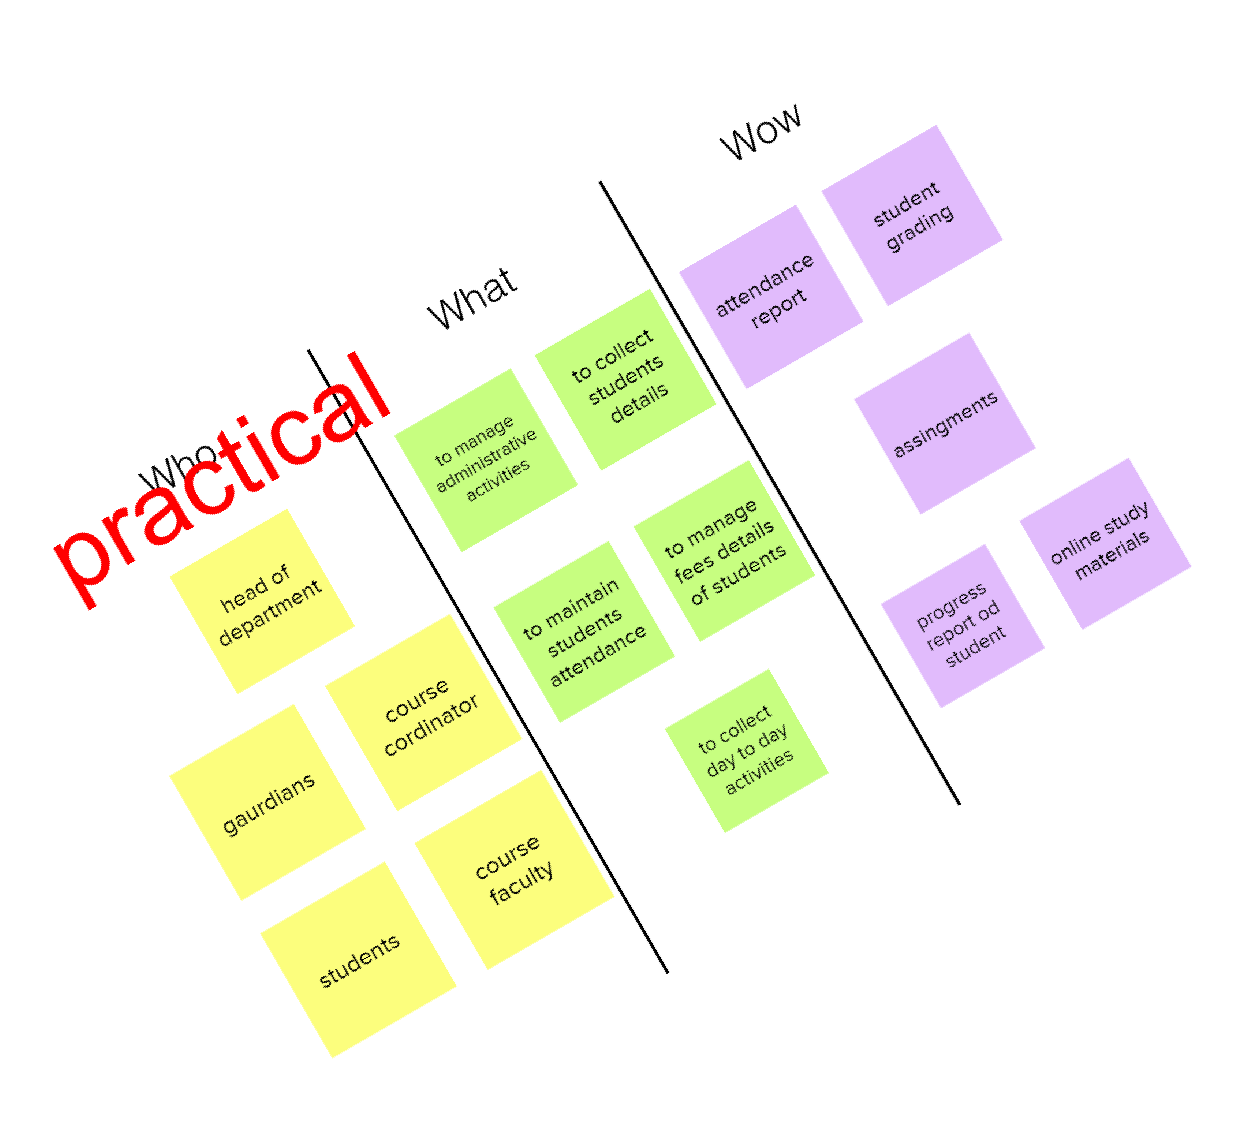 Who
practical
head of
department
course
cordinator
gaurdians
course
faculty
students
What
to manage
administrative
activities
to collect
students
details
to maintain
students
attendance
to manage
fees details
of students
to collect
day to day
activities
Wow
attendance
report
student
grading
assingments
progress
report od
student
online study
materials